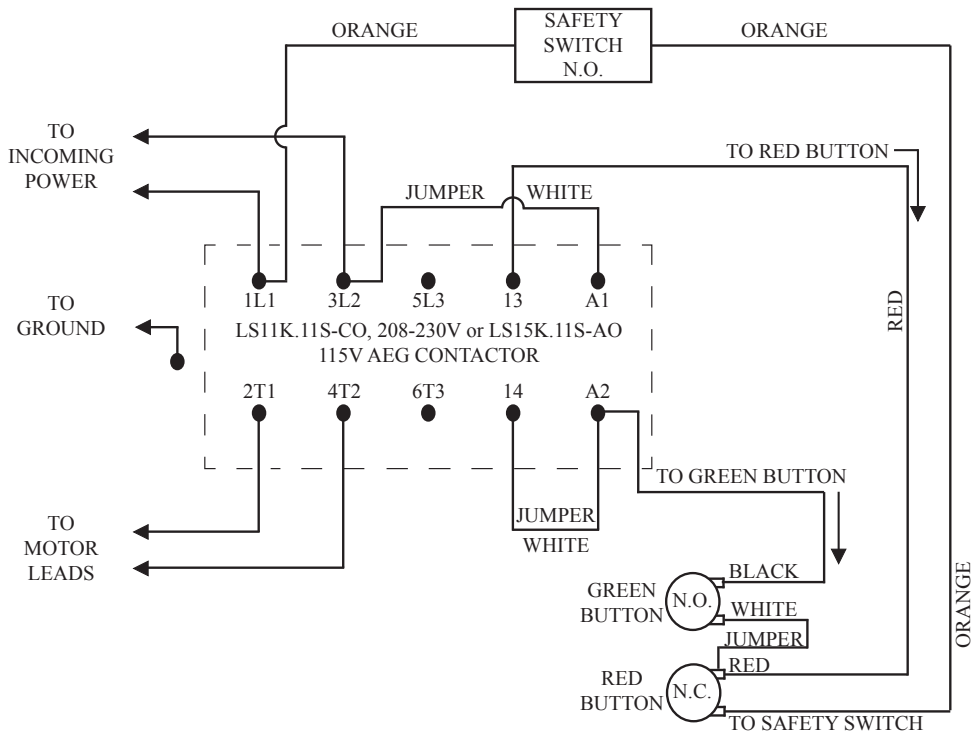 SAFETY
SWITCH
N.O.
ORANGE
ORANGE
TO
INCOMING
POWER
TO RED BUTTON
JUMPER
WHITE
1L1
3L2
5L3
13
A1
TO
GROUND
RED
LS11K.11S-CO, 208-230V or LS15K.11S-AO
115V AEG CONTACTOR
2T1
4T2
6T3
14
A2
TO GREEN BUTTON
TO
MOTOR
LEADS
JUMPER
WHITE
BLACK
GREEN
BUTTON
N.O.
WHITE
JUMPER
ORANGE
RED
RED
BUTTON
N.C.
TO SAFETY SWITCH